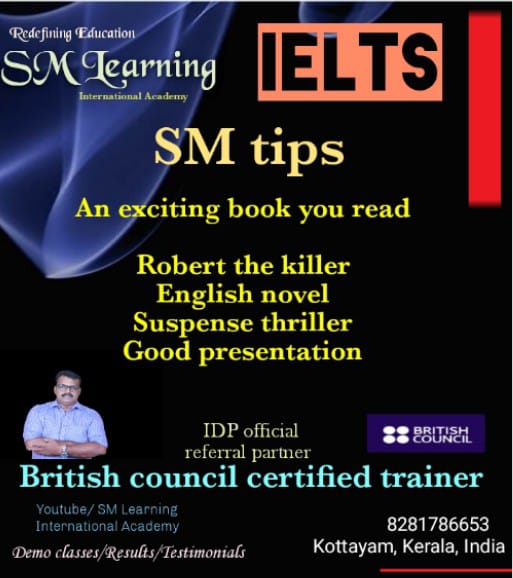 Redefining Education
SM Learning
International Academy
IELTS
SM tips
An exciting book you read
Robert the killer
English novel
Suspense thriller
Good presentation
IDP official
referral partner
BRITISH
COUNCIL
British council certified trainer
Youtube/ SM Learning
International Academy
8281786653
Kottayam, Kerala, India
Demo classes/Results/Testimonials